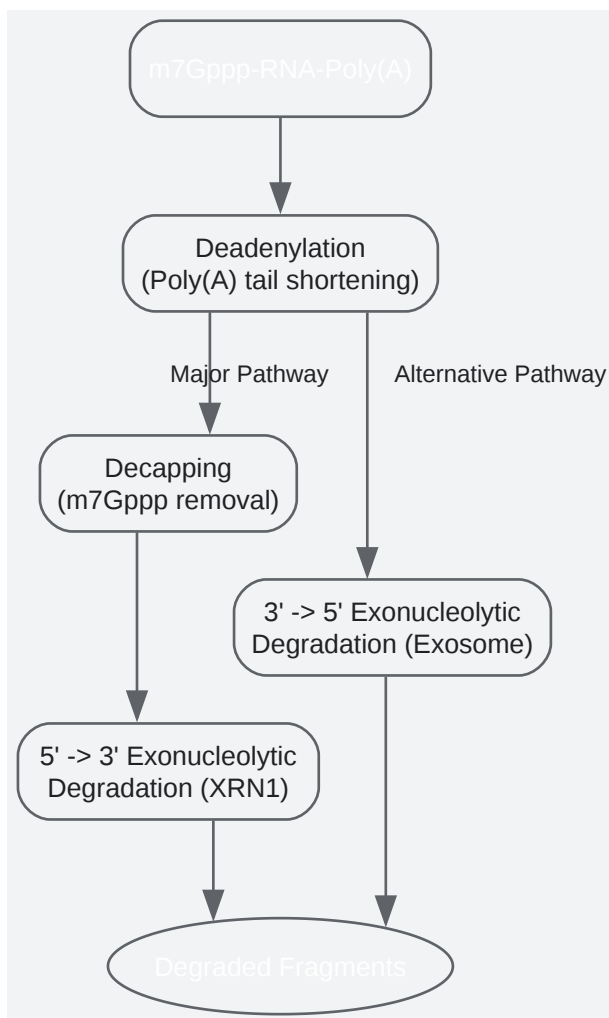 m7Gppp-RNA-Poly(A)
Deadenylation
(Poly(A) tail shortening)
Major Pathway
Alternative Pathway
Decapping
(m7Gppp removal)
3' -> 5' Exonucleolytic
Degradation (Exosome)
5' -> 3' Exonucleolytic
Degradation (XRN1)
Degraded Fragments